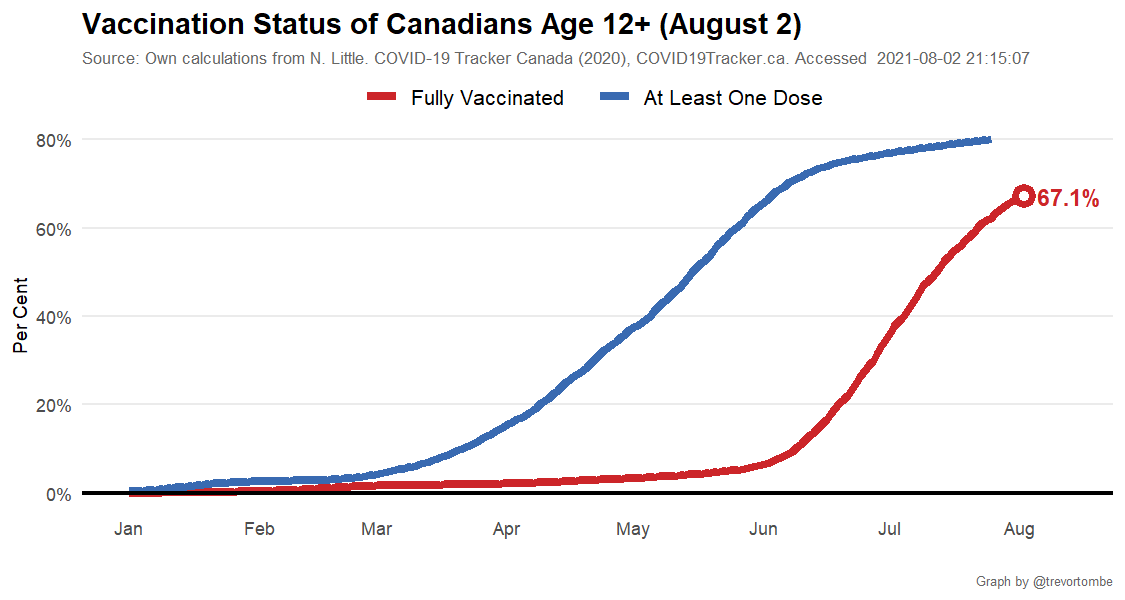 Vaccination Status of Canadians Age 12+ (August 2)
Source: Own calculations from N. Little. COVID-19 Tracker Canada (2020), COVID19Tracker.ca. Accessed  2021-08-02 21:15:07
Fully Vaccinated At Least One Dose
80%
67.1%
60%
Per Cent
40%
20%
0%
Jan Feb Mar Apr May Jun Jul Aug
Graph by @trevortombe